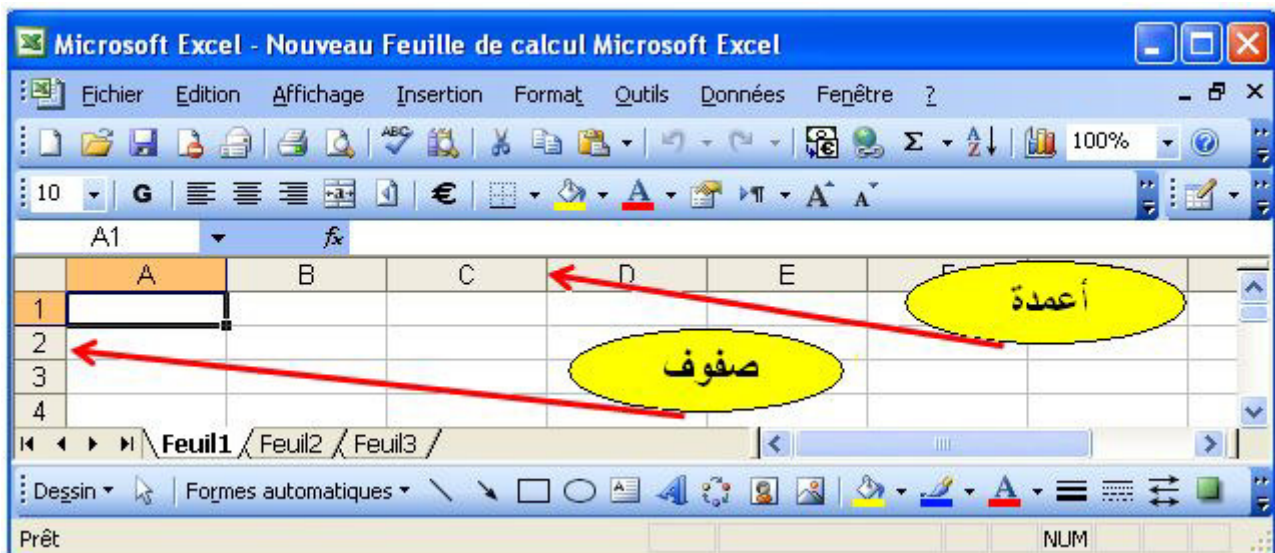 Microsoft Excel - Nouveau Feuille de calcul Microsoft Excel
Fichier Edition Affichage Insertion Format Outils Données Fenêtre ?
100%
10 G €
A1 fx
A B C D E
أعمدة
1
2
صفوف
3
4
Feuil1 Feuil2 Feuil3
Dessin Formes automatiques
Prêt NUM